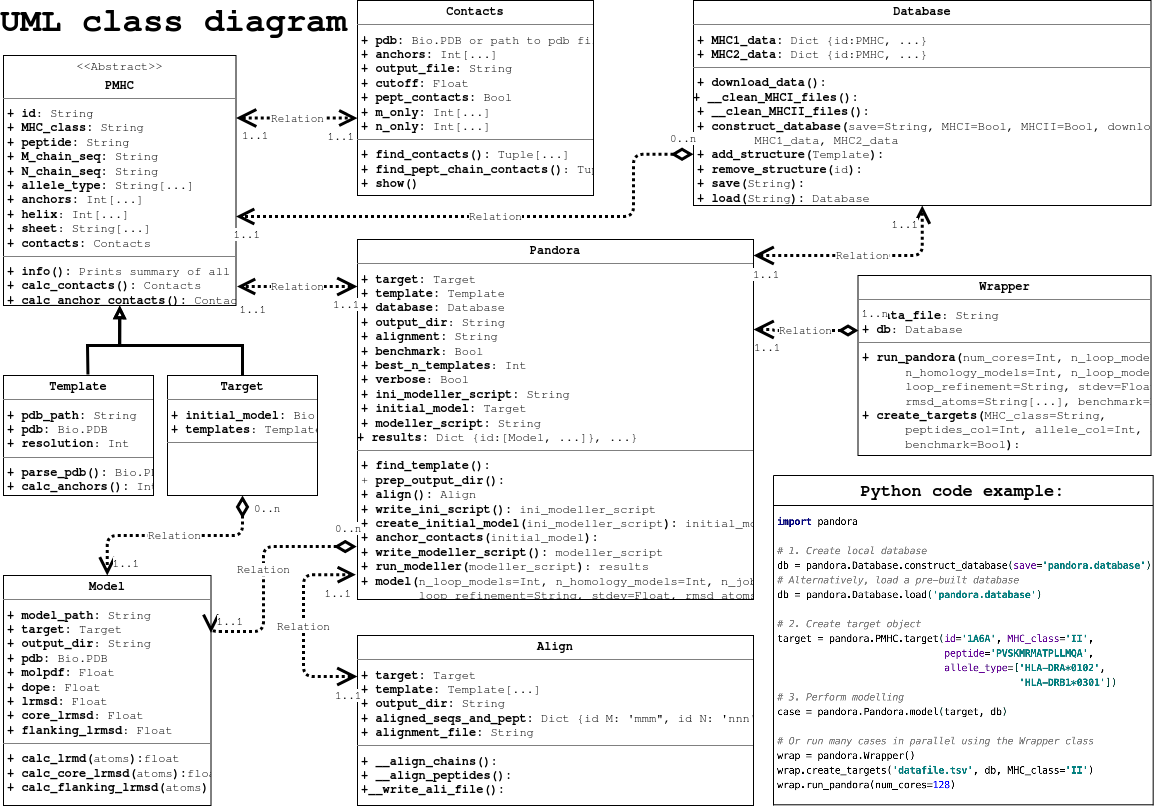 UML class diagram
<<Abstract>>
PMHC
+ id: String
+ MHC_class: String
+ peptide: String
+ M_chain_seq: String
+ N_chain_seq: String
+ allele_type: String[...]
+ anchors: Int[...]
+ helix: Int[...]
+ sheet: String[...]
+ contacts: Contacts
+ info(): Prints summary of all
+ calc_contacts(): Contacts
+ calc_anchor_contacts(): Contac
Contacts
+ pdb: Bio.PDB or path to pdb fi
+ anchors: Int[...]
+ output_file: String
+ cutoff: Float
+ pept_contacts: Bool
+ m_only: Int[...]
+ n_only: Int[...]
+ find_contacts(): Tuple[...]
+ find_pept_chain_contacts(): Tup
+ show()
Database
+ MHC1_data: Dict {id:PMHC, ...}
+ MHC2_data: Dict {id:PMHC, ...}
+ download_data():
+ __clean_MHCI_files():
+ __clean_MHCII_files():
+ construct_database(save=String, MHCI=Bool, MHCII=Bool, downlo
MHC1_data, MHC2_data
+ add_structure(Template):
+ remove_structure(id):
+ save(String):
+ load(String): Database
Relation
1..1
1..1
0..n
Relation
1..1
1..1
Relation
1..1
Relation
1..1
1..1
Pandora
+ target: Target
+ template: Template
+ database: Database
+ output_dir: String
+ alignment: String
+ benchmark: Bool
+ best_n_templates: Int
+ verbose: Bool
+ ini_modeller_script: String
+ initial_model: Target
+ modeller_script: String
+ results: Dict {id:[Model, ...]}, ...}
+ find_template():
+ prep_output_dir():
+ align(): Align
+ write_ini_script(): ini_modeller_script
+ create_initial_model(ini_modeller_script): initial_mo
+ anchor_contacts(initial_model):
+ write_modeller_script(): modeller_script
+ run_modeller(modeller_script): results
+ model(n_loop_models=Int, n_homology_models=Int, n_job
loop_refinement=String, stdev=Float, rmsd_atoms
Wrapper
1..n
ta_file: String
+ db: Database
+ run_pandora(num_cores=Int, n_loop_mode
n_homology_models=Int, n_loop_mode
loop_refinement=String, stdev=Floa
rmsd_atoms=String[...], benchmark=
+ create_targets(MHC_class=String,
peptides_col=Int, allele_col=Int,
benchmark=Bool):
Relation
1..1
Template
+ pdb_path: String
+ pdb: Bio.PDB
+ resolution: Int
+ parse_pdb(): Bio.PD
+ calc_anchors(): Int
Target
+ initial_model: Bio
+ templates: Template
0..n
Relation
1..1
0..n
Relation
1..1
1..1
Relation
1..1
Model
+ model_path: String
+ target: Target
+ output_dir: String
+ pdb: Bio.PDB
+ molpdf: Float
+ dope: Float
+ lrmsd: Float
+ core_lrmsd: Float
+ flanking_lrmsd: Float
+ calc_lrmd(atoms):float
+ calc_core_lrmsd(atoms):floa
+ calc_flanking_lrmsd(atoms)
Align
+ target: Target
+ template: Template[...]
+ output_dir: String
+ aligned_seqs_and_pept: Dict {id M: 'mmm", id N: 'nnn'
+ alignment_file: String
+ __align_chains():
+ __align_peptides():
+__write_ali_file():
Python code example:
import pandora
# 1. Create local database
db = pandora.Database.construct_database(save='pandora.database')
# Alternatively, load a pre-built database
db = pandora.Database.load('pandora.database')
# 2. Create target object
target = pandora.PMHC.target(id='1A6A', MHC_class='II',
peptide='PVSKMRMATPLLMQA',
allele_type=['HLA-DRA*0102',
'HLA-DRB1*0301'])
# 3. Perform modelling
case = pandora.Pandora.model(target, db)
# Or run many cases in parallel using the Wrapper class
wrap = pandora.Wrapper()
wrap.create_targets('datafile.tsv', db, MHC_class='II')
wrap.run_pandora(num_cores=128)